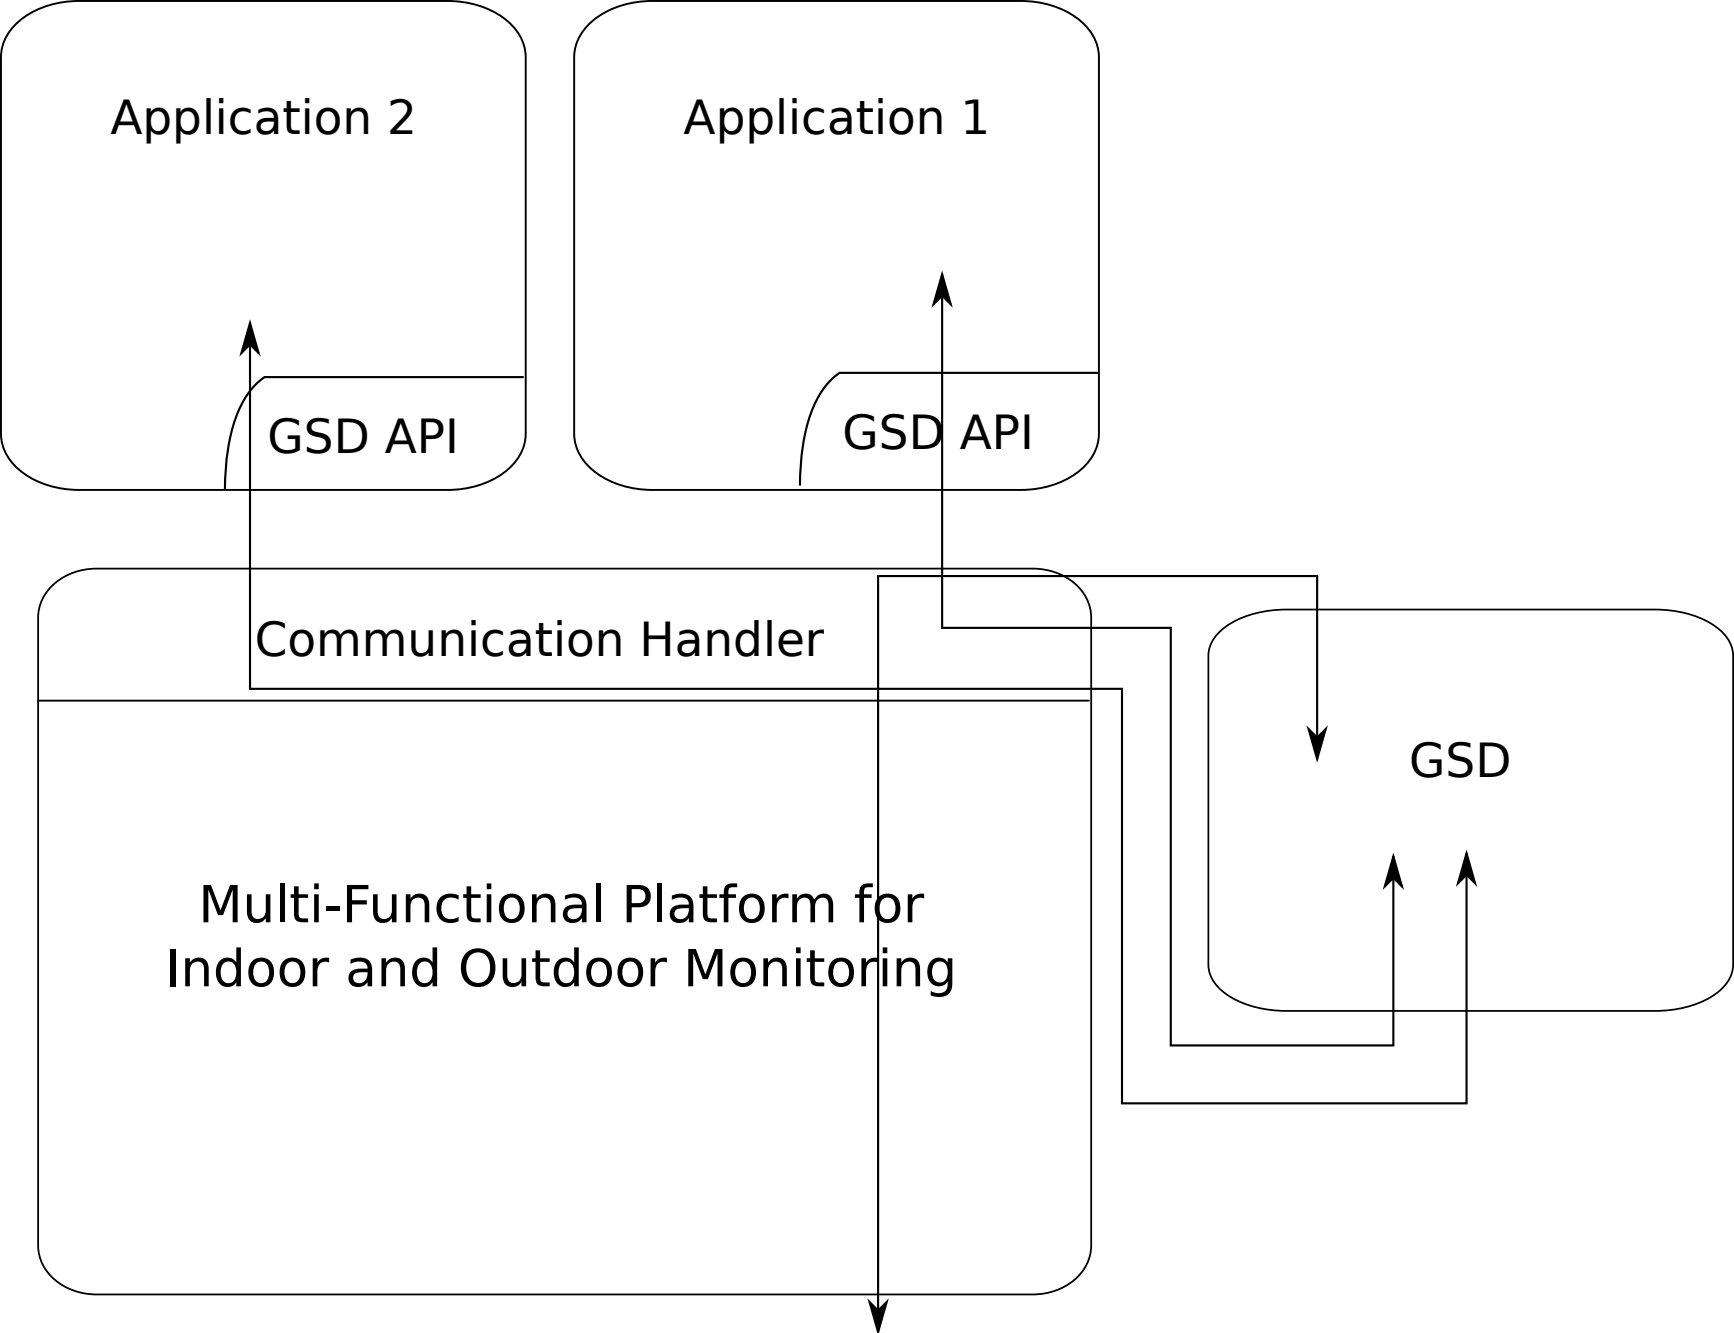 Application 2
Application 1
GSD API
GSD API
Communication Handler
GSD
Multi-Functional Platform for
Indoor and Outdoor Monitoring